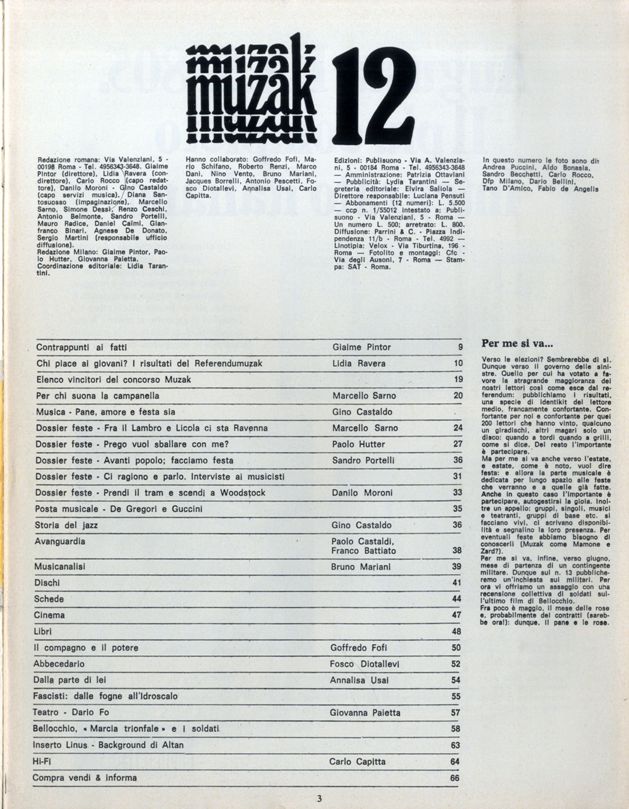 muzak 12
Redazione romana: Via Valenziani, 5 -
00198 Roma - Tel. 4956343-3648. Giaime
Pintor (direttore), Lidia Ravera (con-
direttore), Carlo Rocco (capo redat-
tore), Danilo Moroni - Gino Castaldo
(capo servizi musica), Diana San-
tosuosso (impaginazione), Marcello
Sarno, Simone Dessì, Renzo Ceschi,
Antonio Belmonte, Sandro Portelli,
Mauro Radice, Daniel Caimi, Gian-
franco Binari, Agnese De Donato,
Sergio Martini (responsabile ufficio
diffusione).
Redazione Milano: Giaime Pintor, Pao-
lo Hutter, Giovanna Paietta.
Coordinazione editoriale: Lidia Taran-
tini.
Hanno collaborato: Goffredo Fofi, Ma-
rio Schifano, Roberto Renzi, Marco
Dani, Nino Vento, Bruno Mariani,
Jacques Borrelli, Antonio Pescetti, Fo-
sco Diotallevi, Annalisa Usai, Carlo
Capitta.
Edizioni: Publisuono - Via A. Valenzia-
ni, 5 - 00184 Roma - Tel. 4956343-3648
— Amministrazione: Patrizia Ottaviani
— Pubblicità: Lydia Tarantini — Se-
greteria editoriale: Elvira Saliola —
Direttore responsabile: Luciana Pensuti
— Abbonamenti (12 numeri): L. 5.500
— ccp n. 1/55012 intestato a: Publi-
suono - Via Valenziani, 5 - Roma —
Un numero L. 500; arretrato: L. 800.
Diffusione: Parrini & C. - Piazza Indi-
pendenza 11/b - Roma - Tel. 4992 —
Linotipia: Velox - Via Tiburtina, 196 -
Roma — Fotolito e montaggi: Cfc -
Via degli Ausoni, 7 - Roma — Stam-
pa: SAT - Roma.
In questo numero le foto sono di:
Andrea Puccini, Aldo Bonasia,
Sandro Becchetti, Carlo Rocco,
Dfp Milano, Dario Bellini,
Tano D'Amico, Fabio de Angelis
Contrappunti ai fatti Giaime Pintor 9
Chi piace ai giovani? I risultati del Referendumuzak Lidia Ravera 10
Elenco vincitori del concorso Muzak 19
Per chi suona la campanella Marcello Sarno 20
Musica - Pane, amore e festa sia Gino Castaldo
Dossier feste - Fra il Lambro e Licola ci sta Ravenna Marcello Sarno 24
Dossier feste - Prego vuol sballare con me? Paolo Hutter 27
Dossier feste - Avanti popolo; facciamo festa Sandro Portelli 36
Dossier feste - Ci ragiono e parlo. Interviste ai musicisti 31
Dossier feste - Prendi il tram e scendi a Woodstock Danilo Moroni 33
Posta musicale - De Gregori e Guccini 35
Storia del jazz Gino Castaldo 36
Avanguardia Paolo Castaldi,
Franco Battiato 38
Musicanalisi Bruno Mariani 39
Dischi 41
Schede 44
Cinema 47
Libri 48
Il compagno e il potere Goffredo Fofi 50
Abbecedario Fosco Diotallevi 52
Dalla parte di lei Annalisa Usai 54
Fascisti: dalle fogne all'Idroscalo 55
Teatro - Dario Fo Giovanna Paietta 57
Bellocchio, « Marcia trionfale » e i soldati 58
Inserto Linus - Background di Altan 63
Hi-Fi Carlo Capitta 64
Compra vendi & informa 66
Per me si va...
Verso le elezioni? Sembrerebbe di sì.
Dunque verso il governo delle sini-
stre. Quello per cui ha votato a fa-
vore la stragrande maggioranza dei
nostri lettori così come esce dal re-
ferendum: pubblichiamo i risultati,
una specie di identikit del lettore
medio, francamente confortante. Con-
fortante per noi e confortante per quei
200 lettori che hanno vinto, qualcuno
un giradischi, altri magari solo un
disco: quando a tordi quando a grilli,
come si dice. Del resto l'importante
è partecipare.
Ma per me si va anche verso l'estate,
e estate, come è noto, vuol dire
festa: e allora la parte musicale è
dedicata per lungo spazio alle feste
che verranno e a quelle già fatte.
Anche in questo caso l'importante è
partecipare, autogestirai la gioia. Inol-
tre un appello: gruppi, singoli, musici
e teatranti, gruppi di base etc. si
facciano vivi, ci scrivano disponibi-
lità e segnalino la loro presenza. Per
eventuali feste abbiamo bisogno di
conoscerli (Muzak come Mamone e
Zard?).
Per me si va, infine, verso giugno,
mese di partenza di un contingente
militare. Dunque sul n. 13 pubbliche-
remo un'inchiesta sui militari. Per
ora vi offriamo un assaggio con una
recensione collettiva di soldati sul-
l'ultimo film di Bellocchio.
Fra poco è maggio, il mese delle rose
e, probabilmente dei contratti (sareb-
be ora!): dunque, il pane e le rose.
3